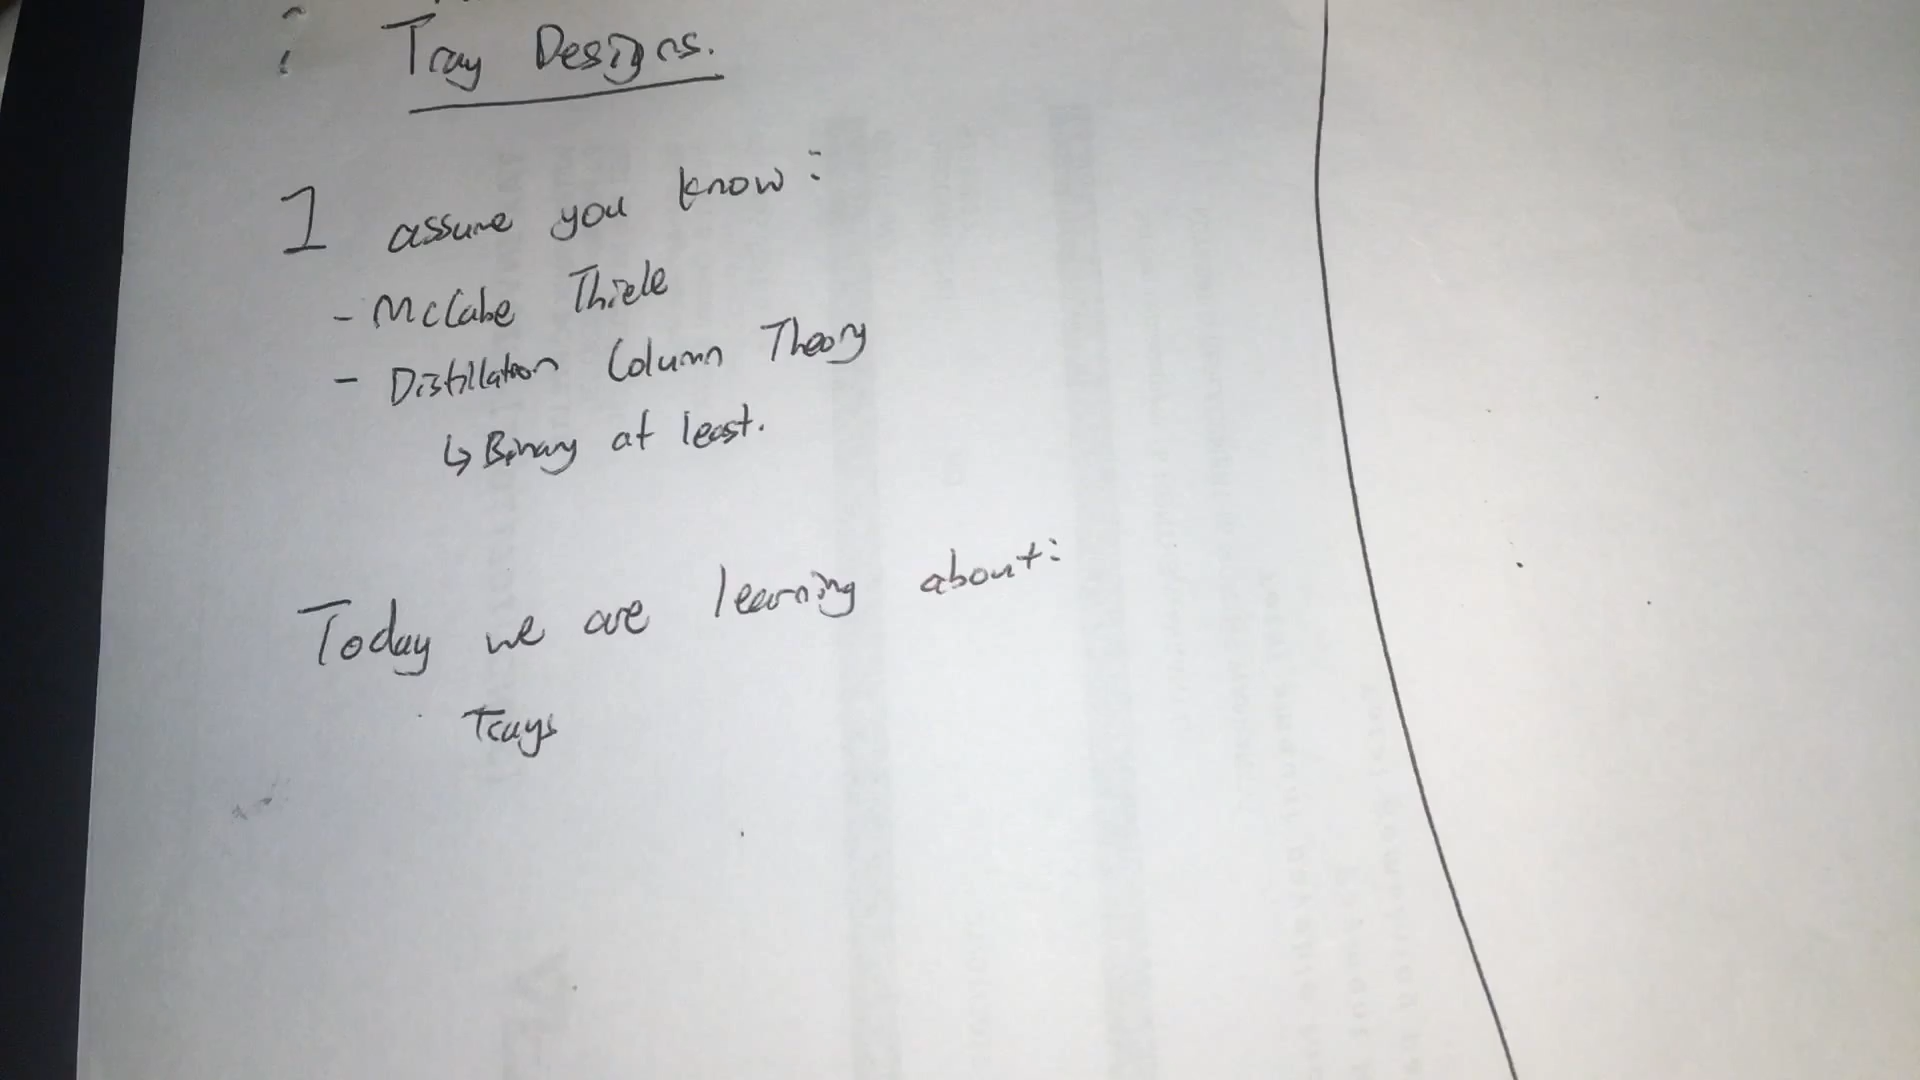 Tray Designs.
I assume you know:
- McCabe Thiele
- Distillation Column Theory
↳ Binary at least.
Today we are learning about:
Trays